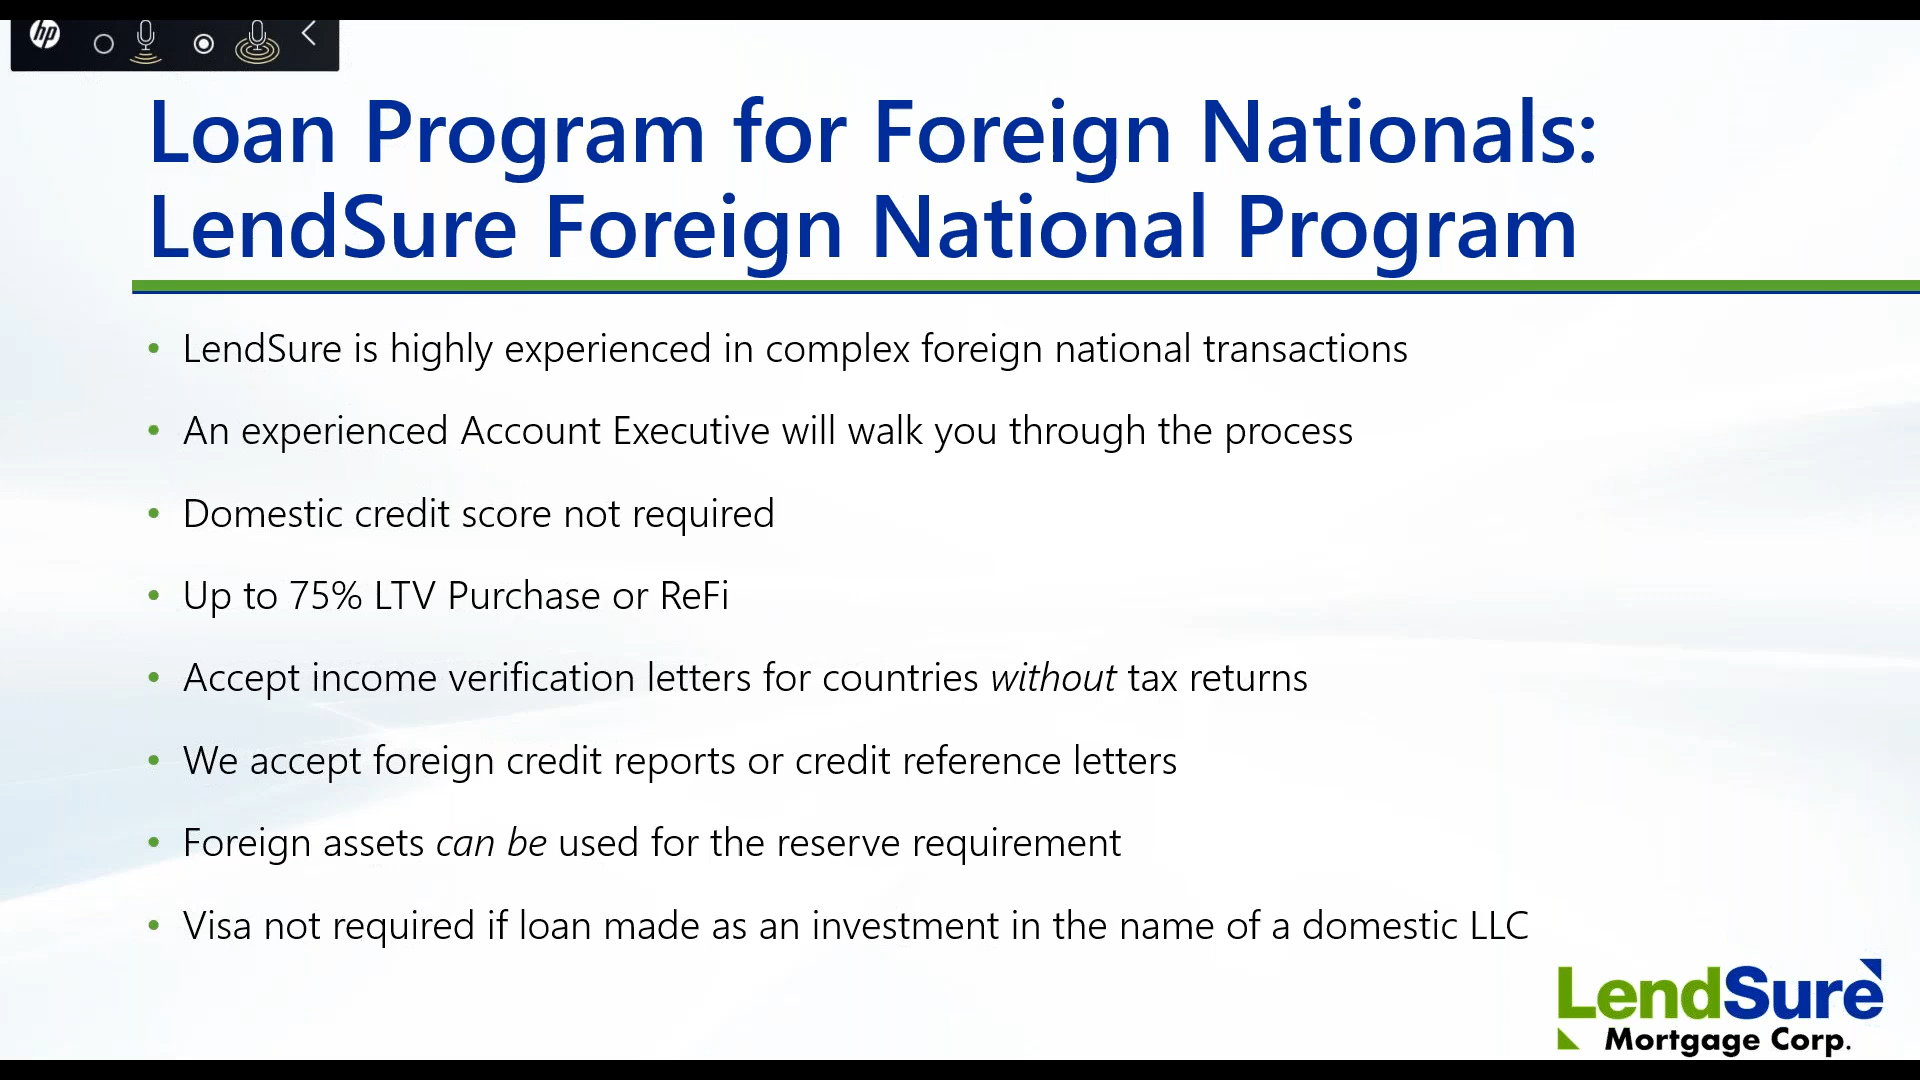 hp
Loan Program for Foreign Nationals:
LendSure Foreign National Program
• LendSure is highly experienced in complex foreign national transactions
• An experienced Account Executive will walk you through the process
• Domestic credit score not required
• Up to 75% LTV Purchase or ReFi
• Accept income verification letters for countries without tax returns
• We accept foreign credit reports or credit reference letters
• Foreign assets can be used for the reserve requirement
• Visa not required if loan made as an investment in the name of a domestic LLC
LendSure
Mortgage Corp.